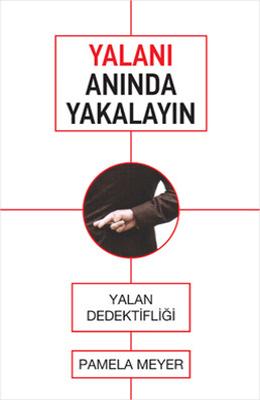 YALANI
ANINDA
YAKALAYIN
YALAN
DEDEKTİFLİĞİ
PAMELA MEYER